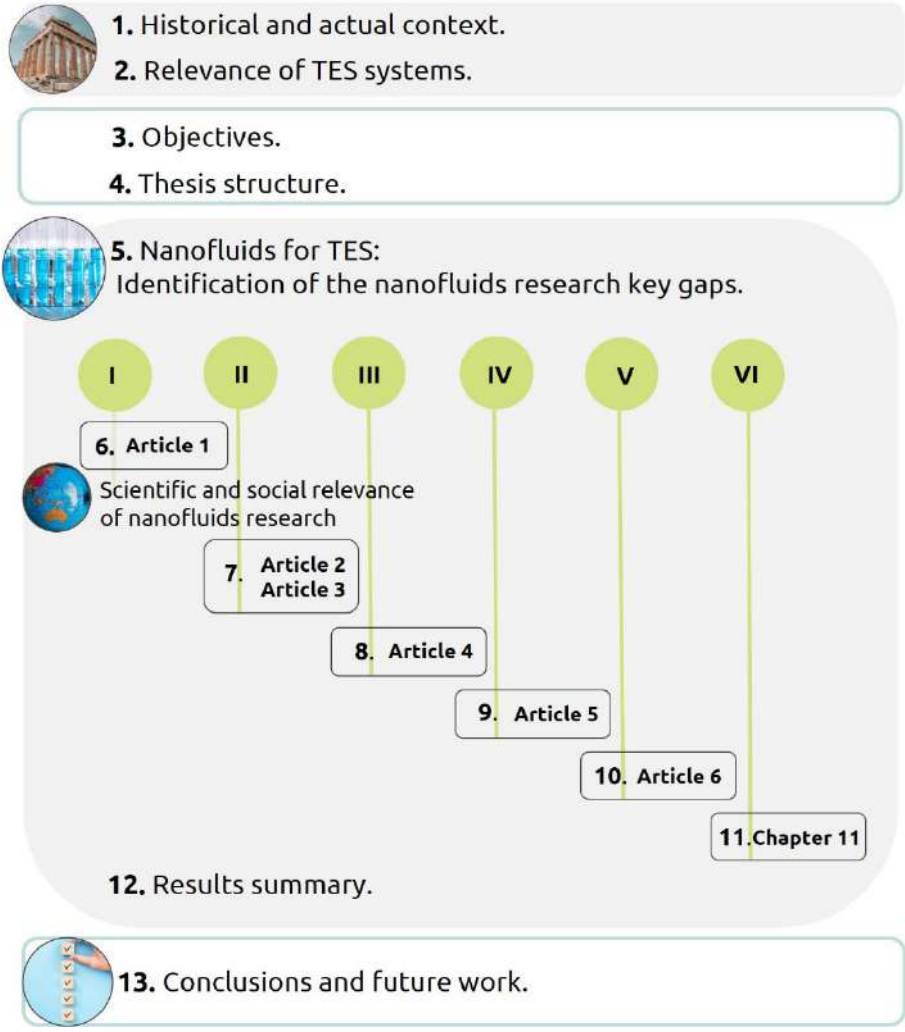 1. Historical and actual context.
2. Relevance of TES systems.
3. Objectives.
4. Thesis structure.
5. Nanofluids for TES:
Identification of the nanofluids research key gaps.
I II III IV V VI
6. Article 1
Scientific and social relevance
of nanofluids research
7. Article 2
Article 3
8. Article 4
9. Article 5
10. Article 6
11. Chapter 11
12. Results summary.
13. Conclusions and future work.